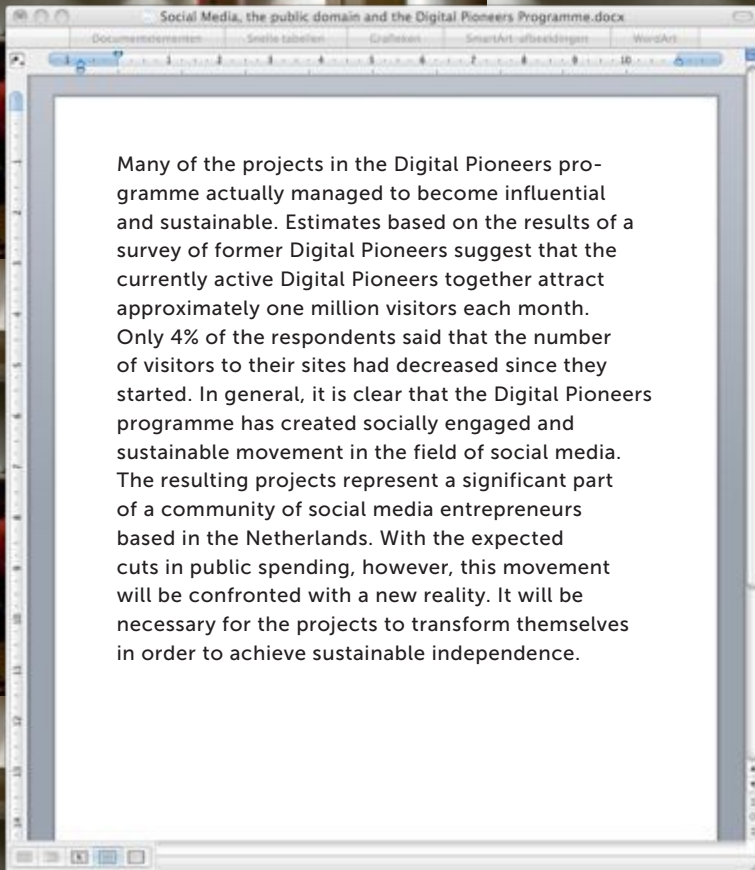 Social Media, the public domain and the Digital Pioneers Programme.docx
Documentelementen Snelle tabellen Grafieken SmartArt-afbeeldingen WordArt
Many of the projects in the Digital Pioneers pro-
gramme actually managed to become influential
and sustainable. Estimates based on the results of a
survey of former Digital Pioneers suggest that the
currently active Digital Pioneers together attract
approximately one million visitors each month.
Only 4% of the respondents said that the number
of visitors to their sites had decreased since they
started. In general, it is clear that the Digital Pioneers
programme has created socially engaged and
sustainable movement in the field of social media.
The resulting projects represent a significant part
of a community of social media entrepreneurs
based in the Netherlands. With the expected
cuts in public spending, however, this movement
will be confronted with a new reality. It will be
necessary for the projects to transform themselves
in order to achieve sustainable independence.